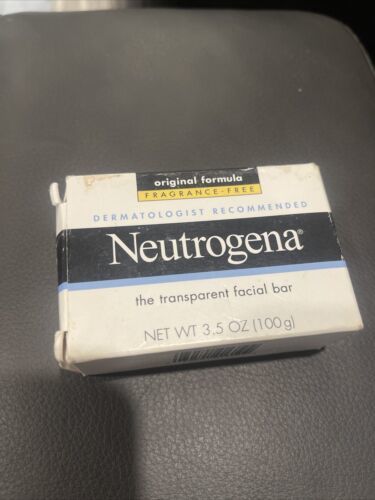 original formula
FRAGRANCE-FREE
DERMATOLOGIST RECOMMENDED
Neutrogena®
the transparent facial bar
NET WT 3.5 OZ (100g)